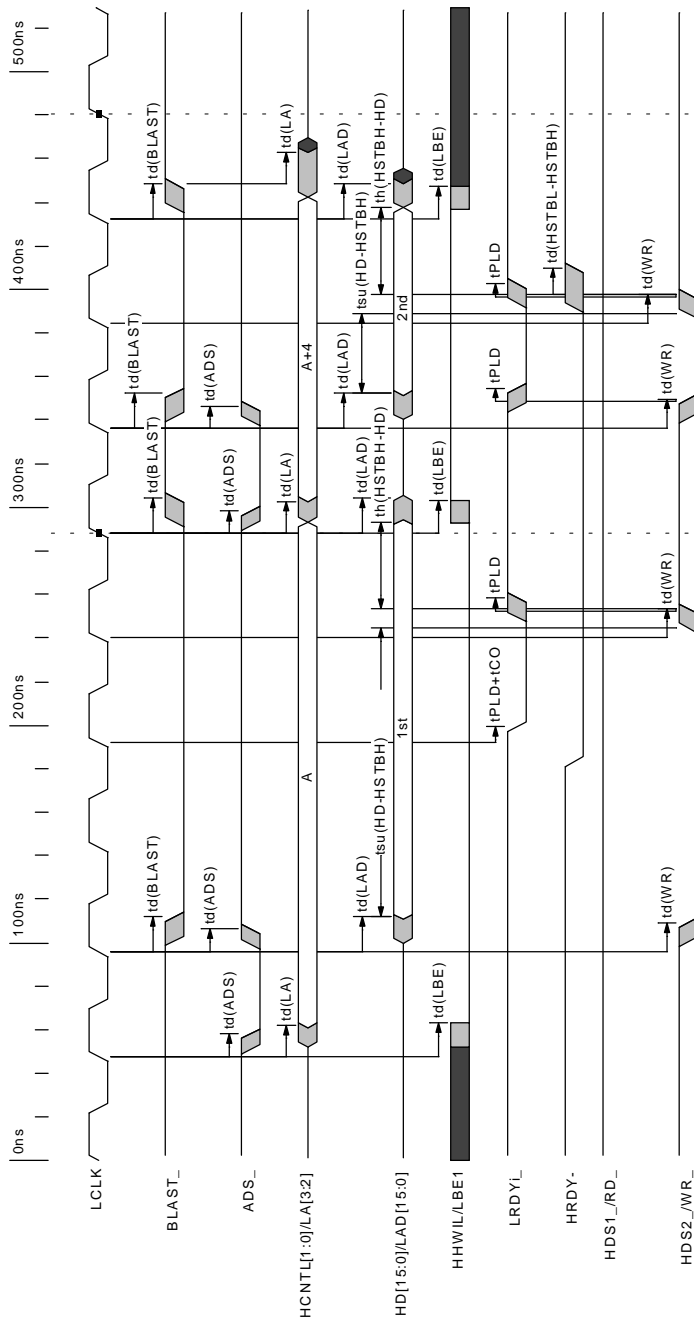 0ns
100ns
200ns
300ns
400ns
500ns
LCLK
td(BLAST)
td(BLAST)
td(BLAST)
td(BLAST)
BLAST_
td(ADS)
td(ADS)
td(ADS)
td(ADS)
ADS_
td(LA)
td(LA)
td(LA)
HCNTL[1:0]/LA[3:2]
A
A+4
td(LAD)
td(LAD)
td(LAD)
td(LAD)
tsu(HD-HSTBH)
th(HSTBH-HD)
tsu(HD-HSTBH)
th(HSTBH-HD)
HD[15:0]/LAD[15:0]
1st
2nd
td(LBE)
td(LBE)
td(LBE)
HHWIL/LBE1
tPLD+tCO
tPLD
tPLD
tPLD
LRDYi_
td(HSTBL-HSTBH)
HRDY-
HDS1_/RD_
td(WR)
td(WR)
td(WR)
td(WR)
HDS2_/WR_